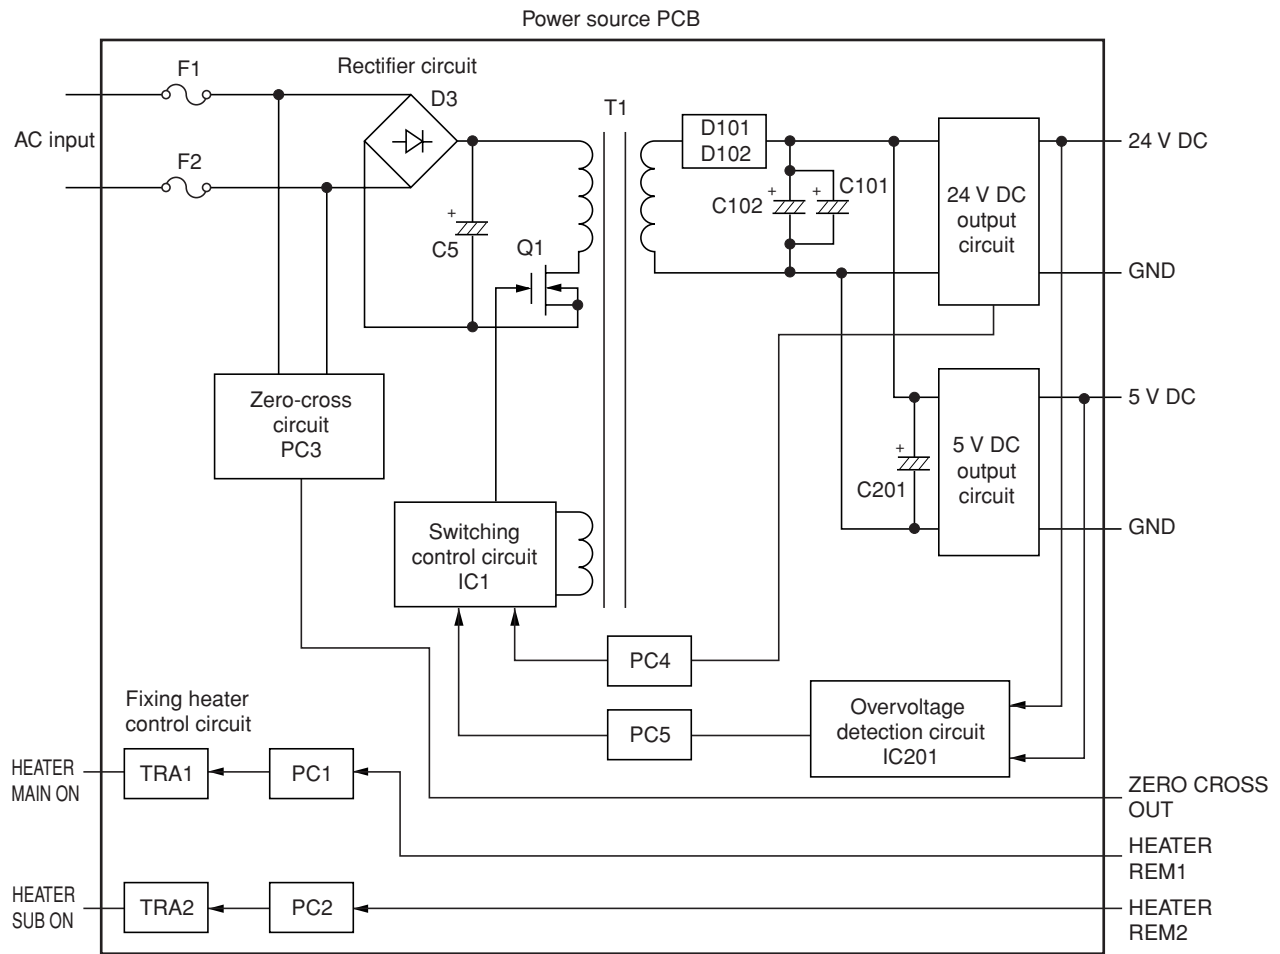 Power source PCB
F1
Rectifier circuit
D3
T1
AC input
F2
D101
D102
24 V DC
C101
C102
24 V DC
output
circuit
C5
Q1
GND
Zero-cross
circuit
PC3
5 V DC
5 V DC
output
circuit
C201
Switching
control circuit
IC1
GND
PC4
Fixing heater
control circuit
PC5
Overvoltage
detection circuit
IC201
HEATER
MAIN ON
TRA1
PC1
ZERO CROSS
OUT
HEATER
REM1
HEATER
SUB ON
TRA2
PC2
HEATER
REM2
+
+
+
+